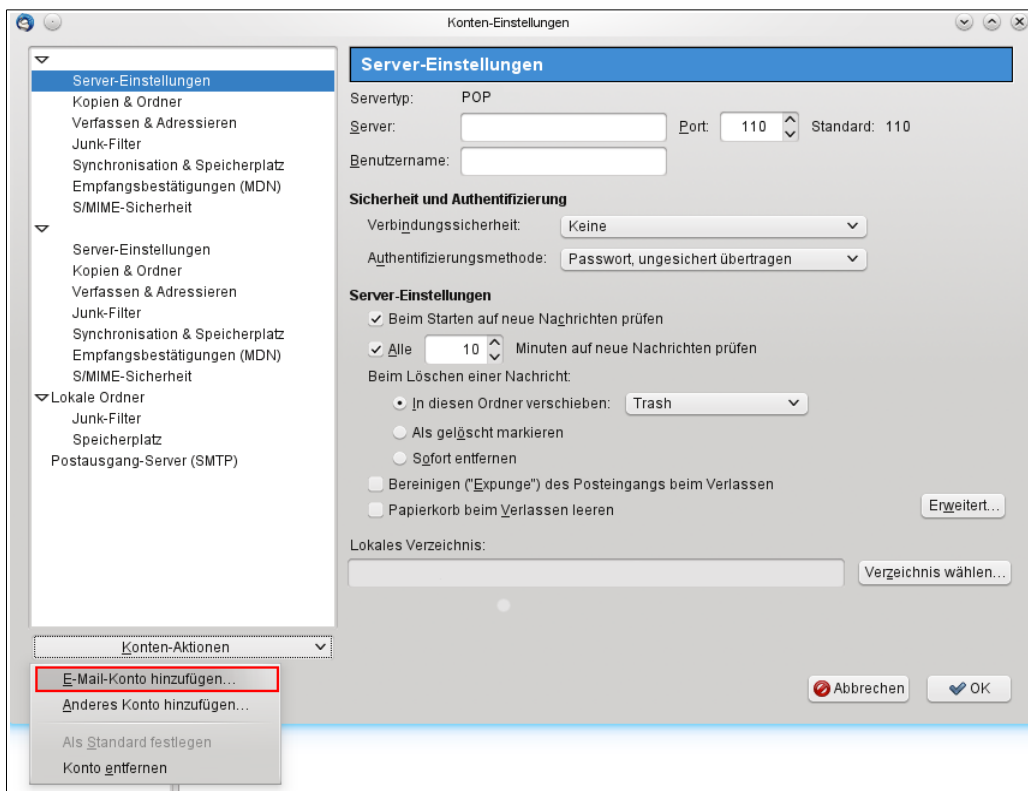 Konten-Einstellungen
Server-Einstellungen
Kopien & Ordner
Verfassen & Adressieren
Junk-Filter
Synchronisation & Speicherplatz
Empfangsbestätigungen (MDN)
S/MIME-Sicherheit
Server-Einstellungen
Kopien & Ordner
Verfassen & Adressieren
Junk-Filter
Synchronisation & Speicherplatz
Empfangsbestätigungen (MDN)
S/MIME-Sicherheit
Lokale Ordner
Junk-Filter
Speicherplatz
Postausgang-Server (SMTP)
Konten-Aktionen
E-Mail-Konto hinzufügen...
Anderes Konto hinzufügen...
Als Standard festlegen
Konto entfernen
Server-Einstellungen
Servertyp: POP
Server: Port: 110 Standard: 110
Benutzername:
Sicherheit und Authentifizierung
Verbindungssicherheit: Keine
Authentifizierungsmethode: Passwort, ungesichert übertragen
Server-Einstellungen
Beim Starten auf neue Nachrichten prüfen
Alle 10 Minuten auf neue Nachrichten prüfen
Beim Löschen einer Nachricht:
In diesen Ordner verschieben: Trash
Als gelöscht markieren
Sofort entfernen
Bereinigen ("Expunge") des Posteingangs beim Verlassen
Papierkorb beim Verlassen leeren
Erweitert...
Lokales Verzeichnis:
Verzeichnis wählen...
Abbrechen
OK